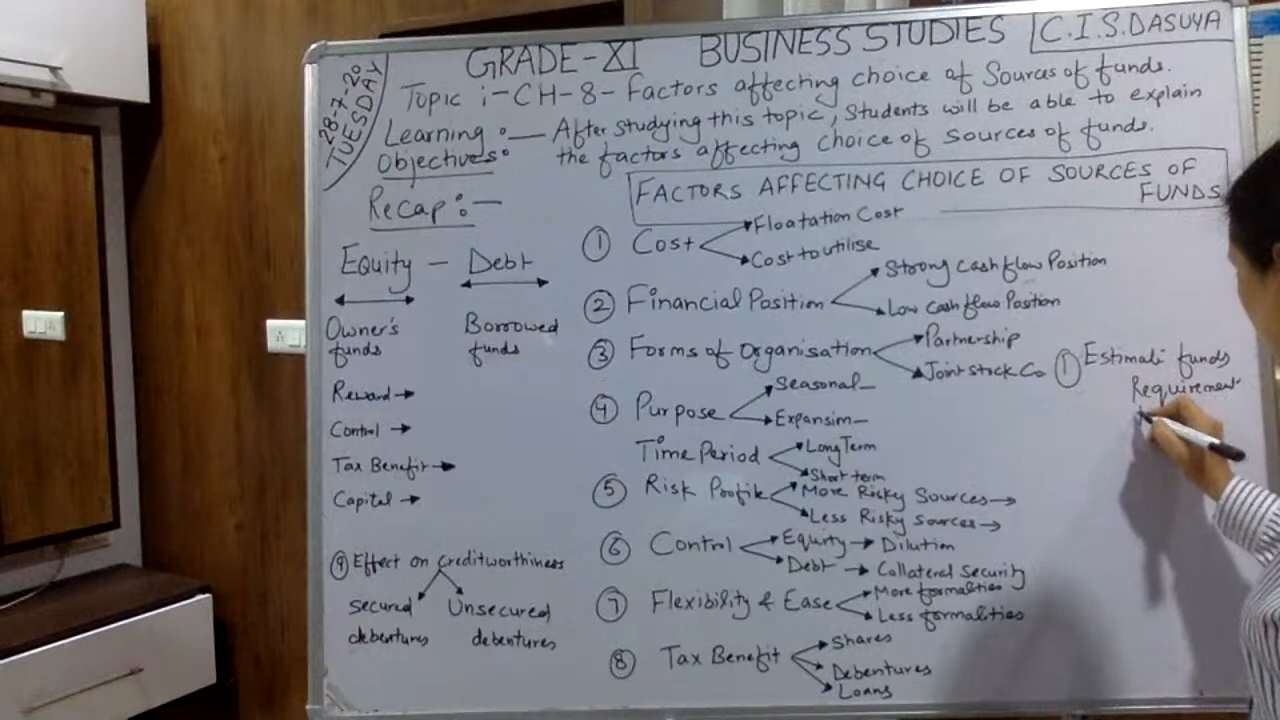 28-7-20
TUESDAY
GRADE-XI BUSINESS STUDIES C.I.S.DASUYA
Topic :- CH-8- Factors affecting choice of Sources of funds.
Learning :— After studying this topic, Students will be able to explain
Objectives: the factors affecting choice of sources of funds.
Recap :-
Equity - Debt
Owner's funds
Borrowed funds
Reward →
Control →
Tax Benefit →
Capital →
⑨ Effect on creditworthiness
secured debentures
Unsecured debentures
FACTORS AFFECTING CHOICE OF SOURCES OF
FUNDS
① Cost
Floatation Cost
Cost to utilise
② Financial Position
Strong Cash flow Position
Low cash flow Position
③ Forms of Organisation
Partnership
Joint stock Co
④ Purpose
Seasonal
Expansion
Time Period
Long Term
Short term
⑤ Risk Profile
More Risky Sources →
Less Risky sources →
⑥ Control
Equity → Dilution
Debt → Collateral Security
⑦ Flexibility & Ease
More formalities
Less formalities
⑧ Tax Benefit
Shares
Debentures
Loans
① Estimate funds
Requirement